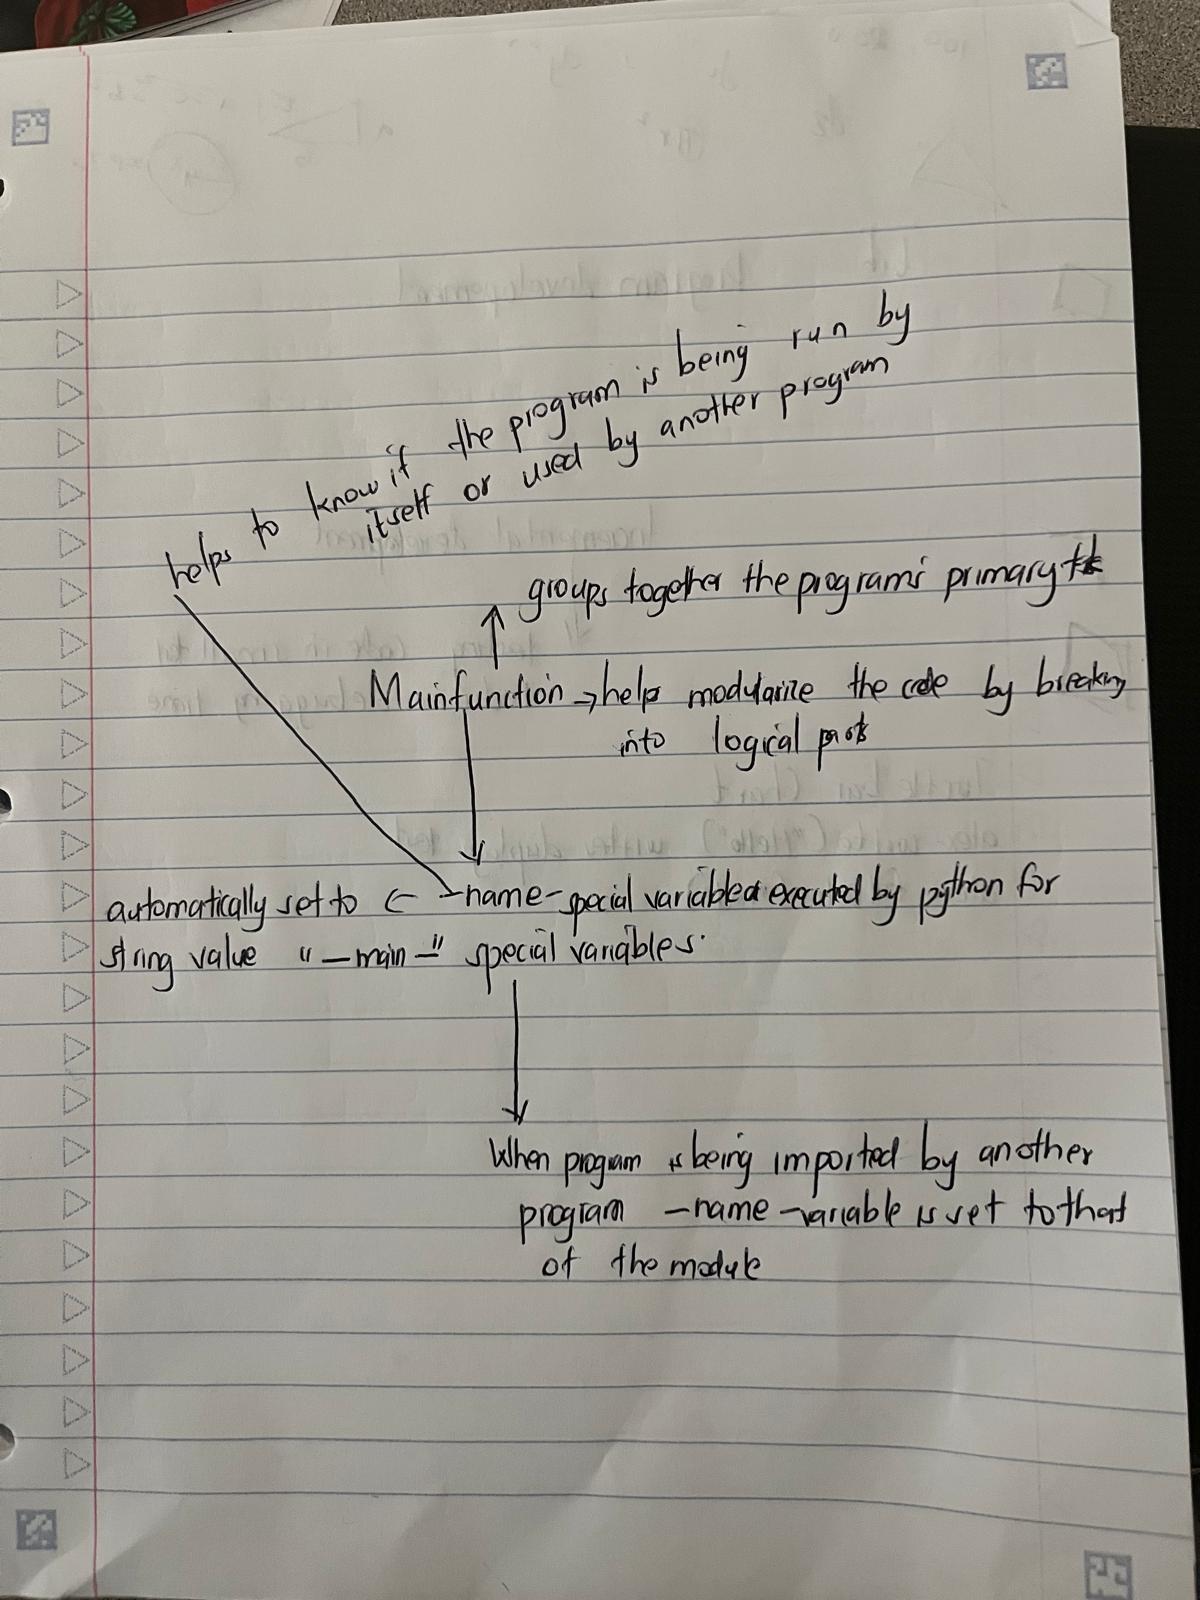 helps to know if the program is being run by
itself or used by another program
groups together the program's primary
Main function → help modularize the code by breaking
into logical parts
automatically set to ← -name- special variable executed by python for
string value "-main-" special variables.
When program is being imported by another
program -name- variable is set to that
of the module